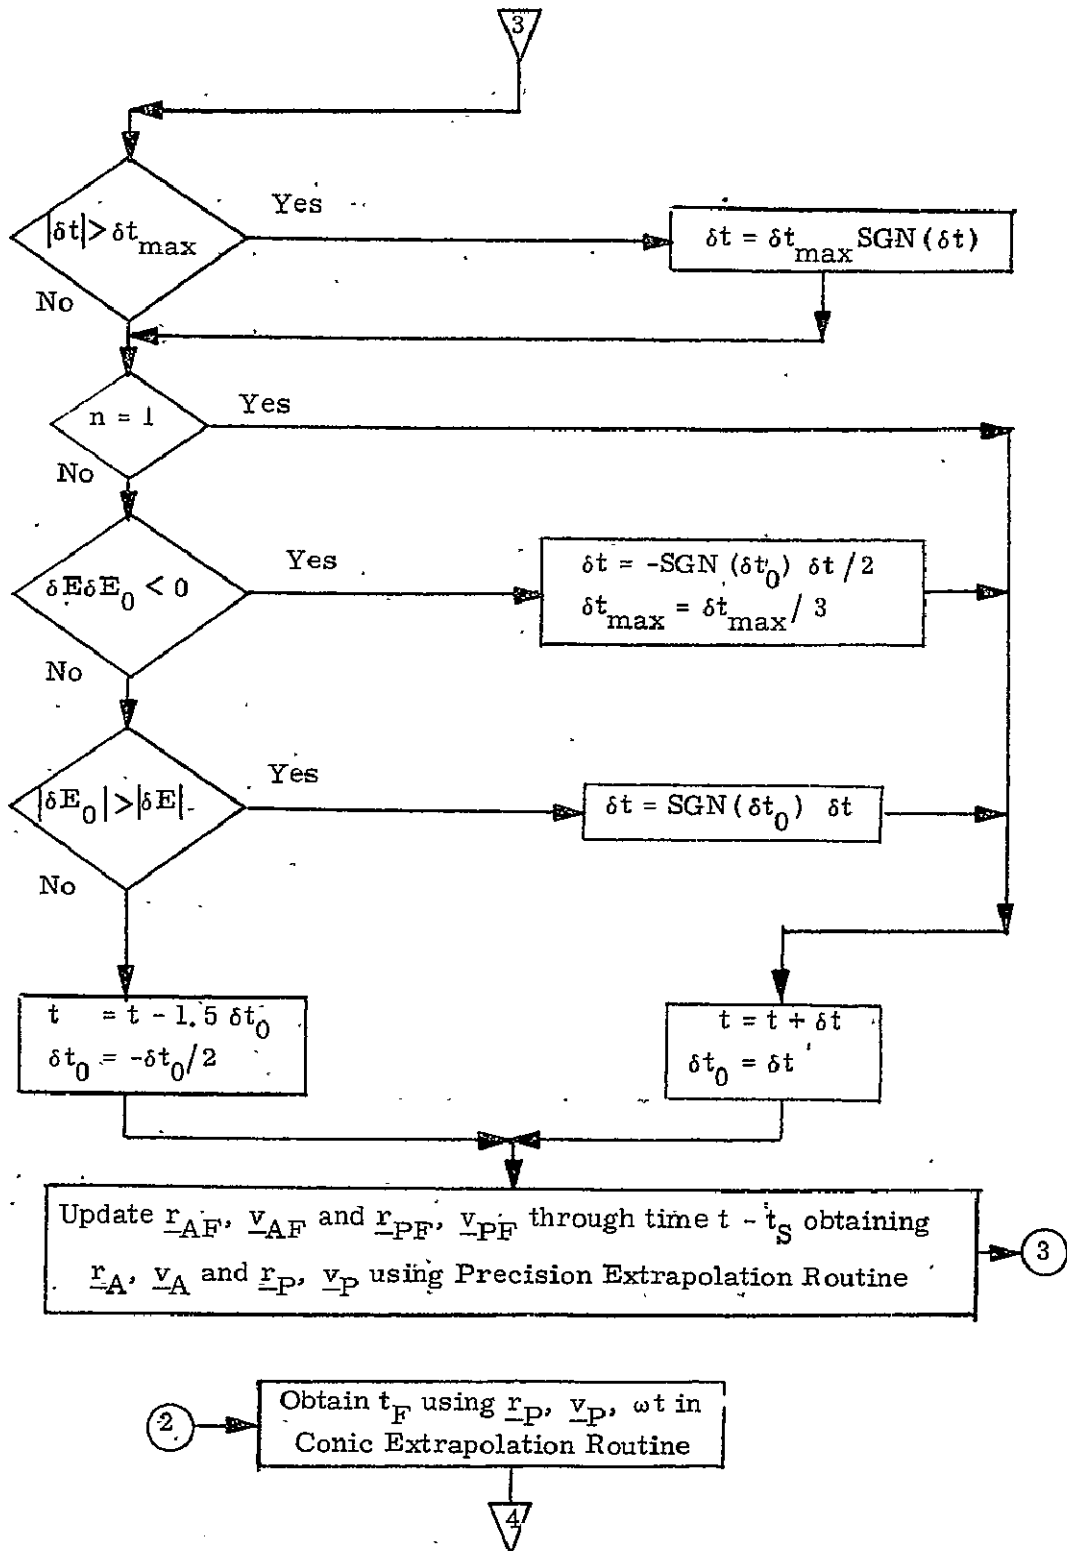 3
|δt| > δt_max
Yes
δt = δt_max SGN (δt)
No
n = 1
Yes
No
δEδE_0 < 0
Yes
δt = -SGN (δt_0) δt / 2
δt_max = δt_max / 3
No
|δE_0| > |δE|
Yes
δt = SGN (δt_0) δt
No
t = t - 1.5 δt_0
δt_0 = -δt_0/2
t = t + δt
δt_0 = δt
Update r_AF, v_AF and r_PF, v_PF through time t - t_S obtaining
r_A, v_A and r_P, v_P using Precision Extrapolation Routine
3
2
Obtain t_F using r_P, v_P, ωt in
Conic Extrapolation Routine
4